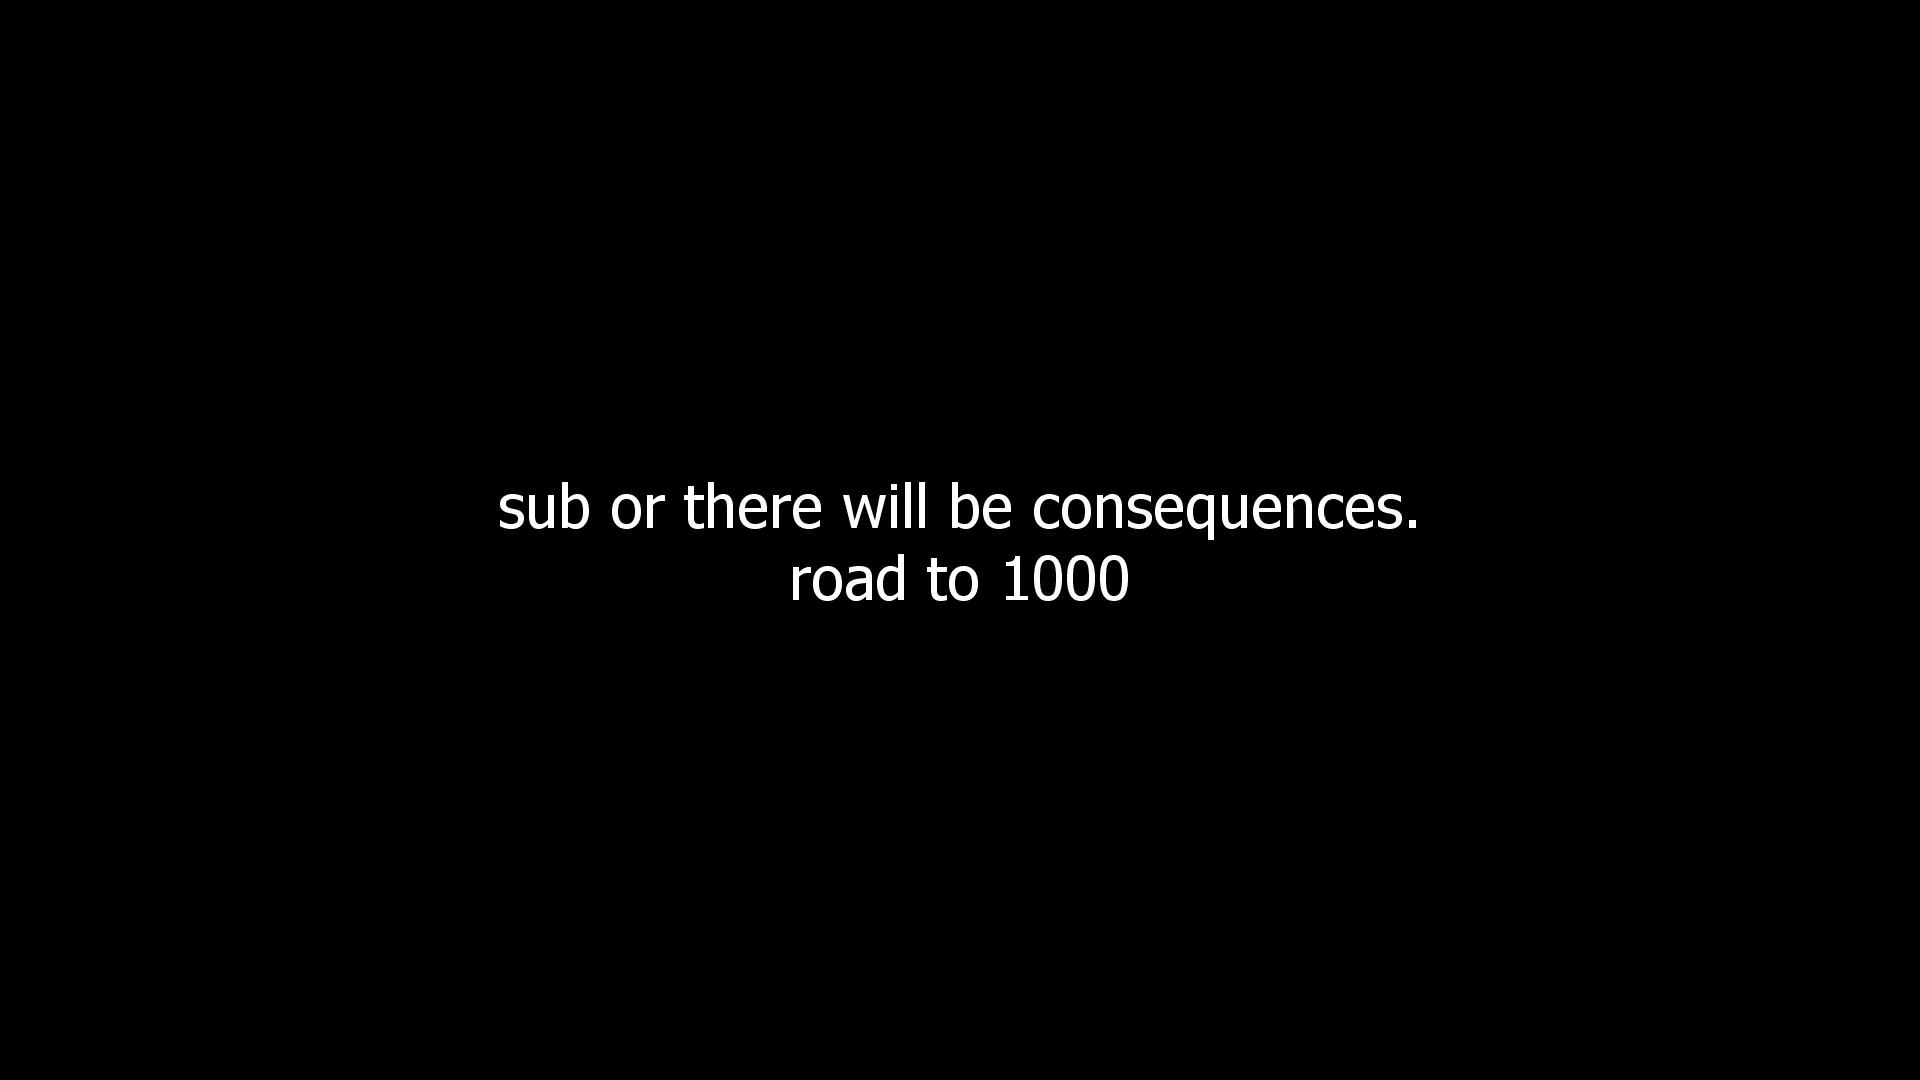 sub or there will be consequences.
road to 1000